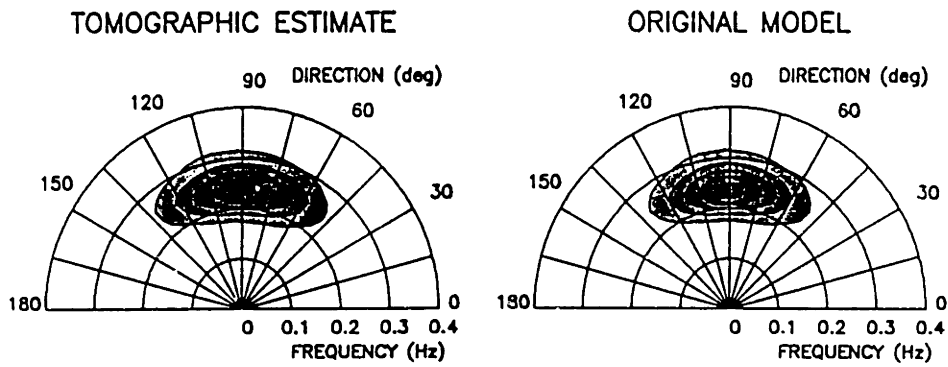 TOMOGRAPHIC ESTIMATE
90 DIRECTION (deg)
120
60
150
30
180
0
0 0.1 0.2 0.3 0.4
FREQUENCY (Hz)
ORIGINAL MODEL
90 DIRECTION (deg)
120
60
150
30
180
0
0 0.1 0.2 0.3 0.4
FREQUENCY (Hz)